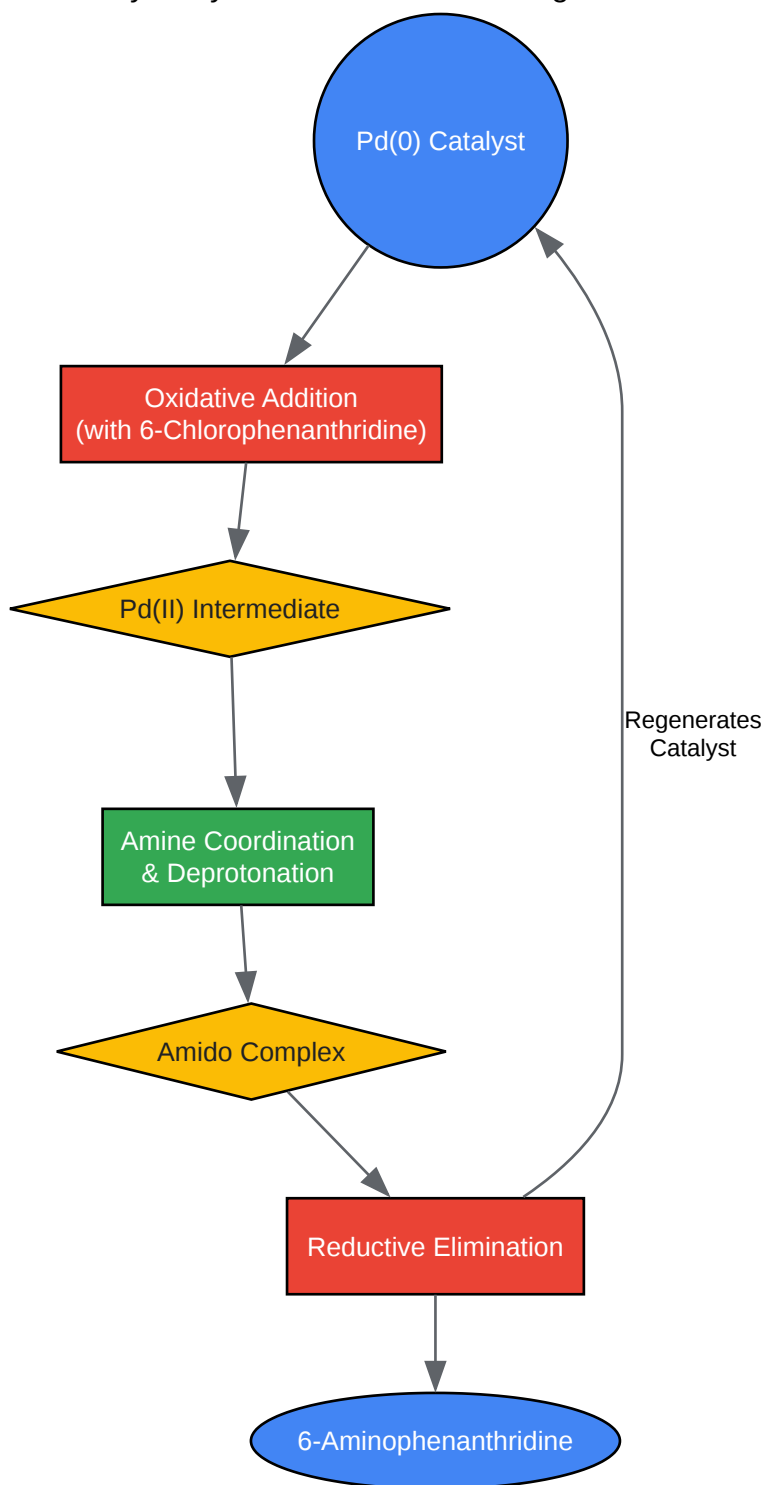 Pd(0) Catalyst
Oxidative Addition
(with 6-Chlorophenanthridine)
Pd(II) Intermediate
Regenerates
Catalyst
Amine Coordination
& Deprotonation
Amido Complex
Reductive Elimination
6-Aminophenanthridine